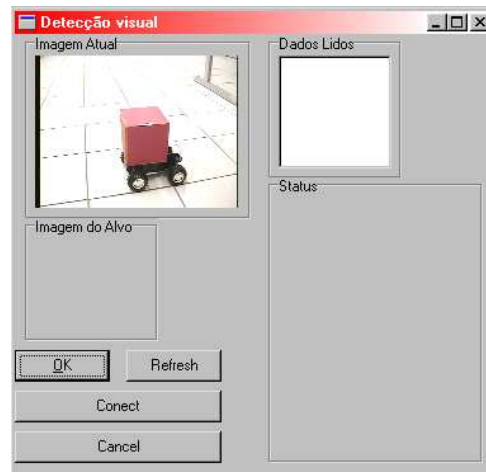 Detecção visual
Imagem Atual
Dados Lidos
Imagem do Alvo
Status
OK
Refresh
Conect
Cancel